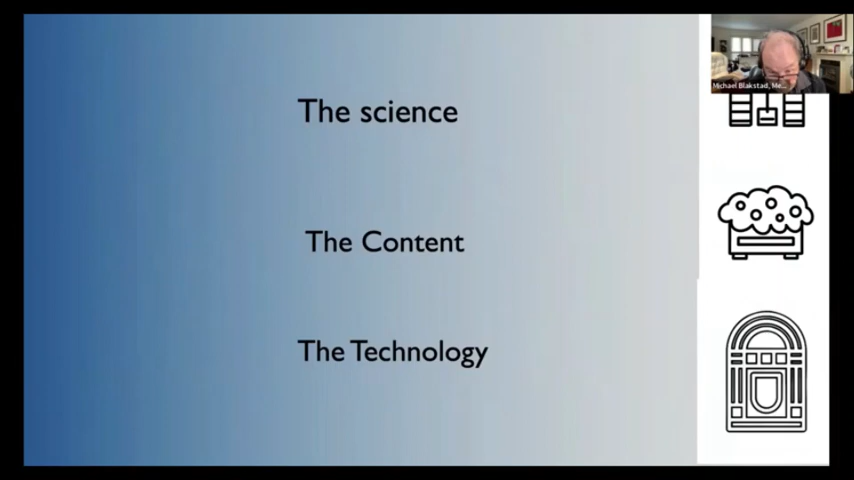 Michael Blakstad, Me...
The science
The Content
The Technology